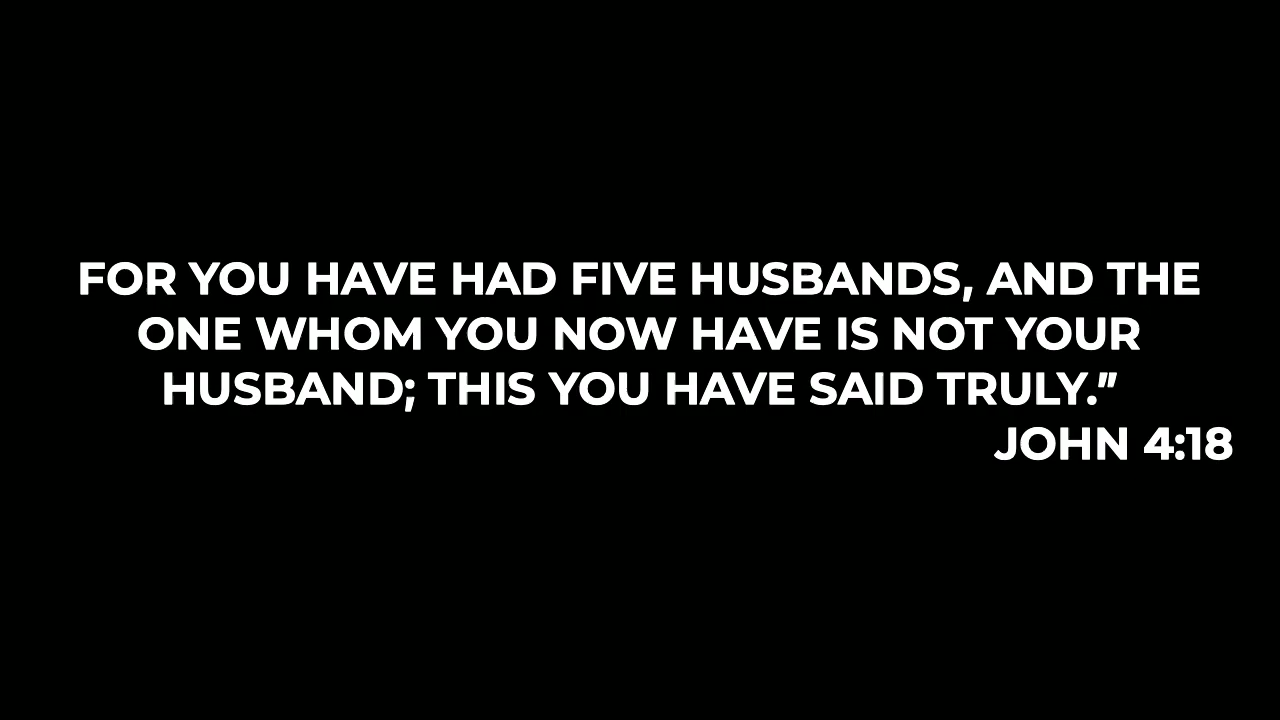 FOR YOU HAVE HAD FIVE HUSBANDS, AND THE
ONE WHOM YOU NOW HAVE IS NOT YOUR
HUSBAND; THIS YOU HAVE SAID TRULY.”
JOHN 4:18